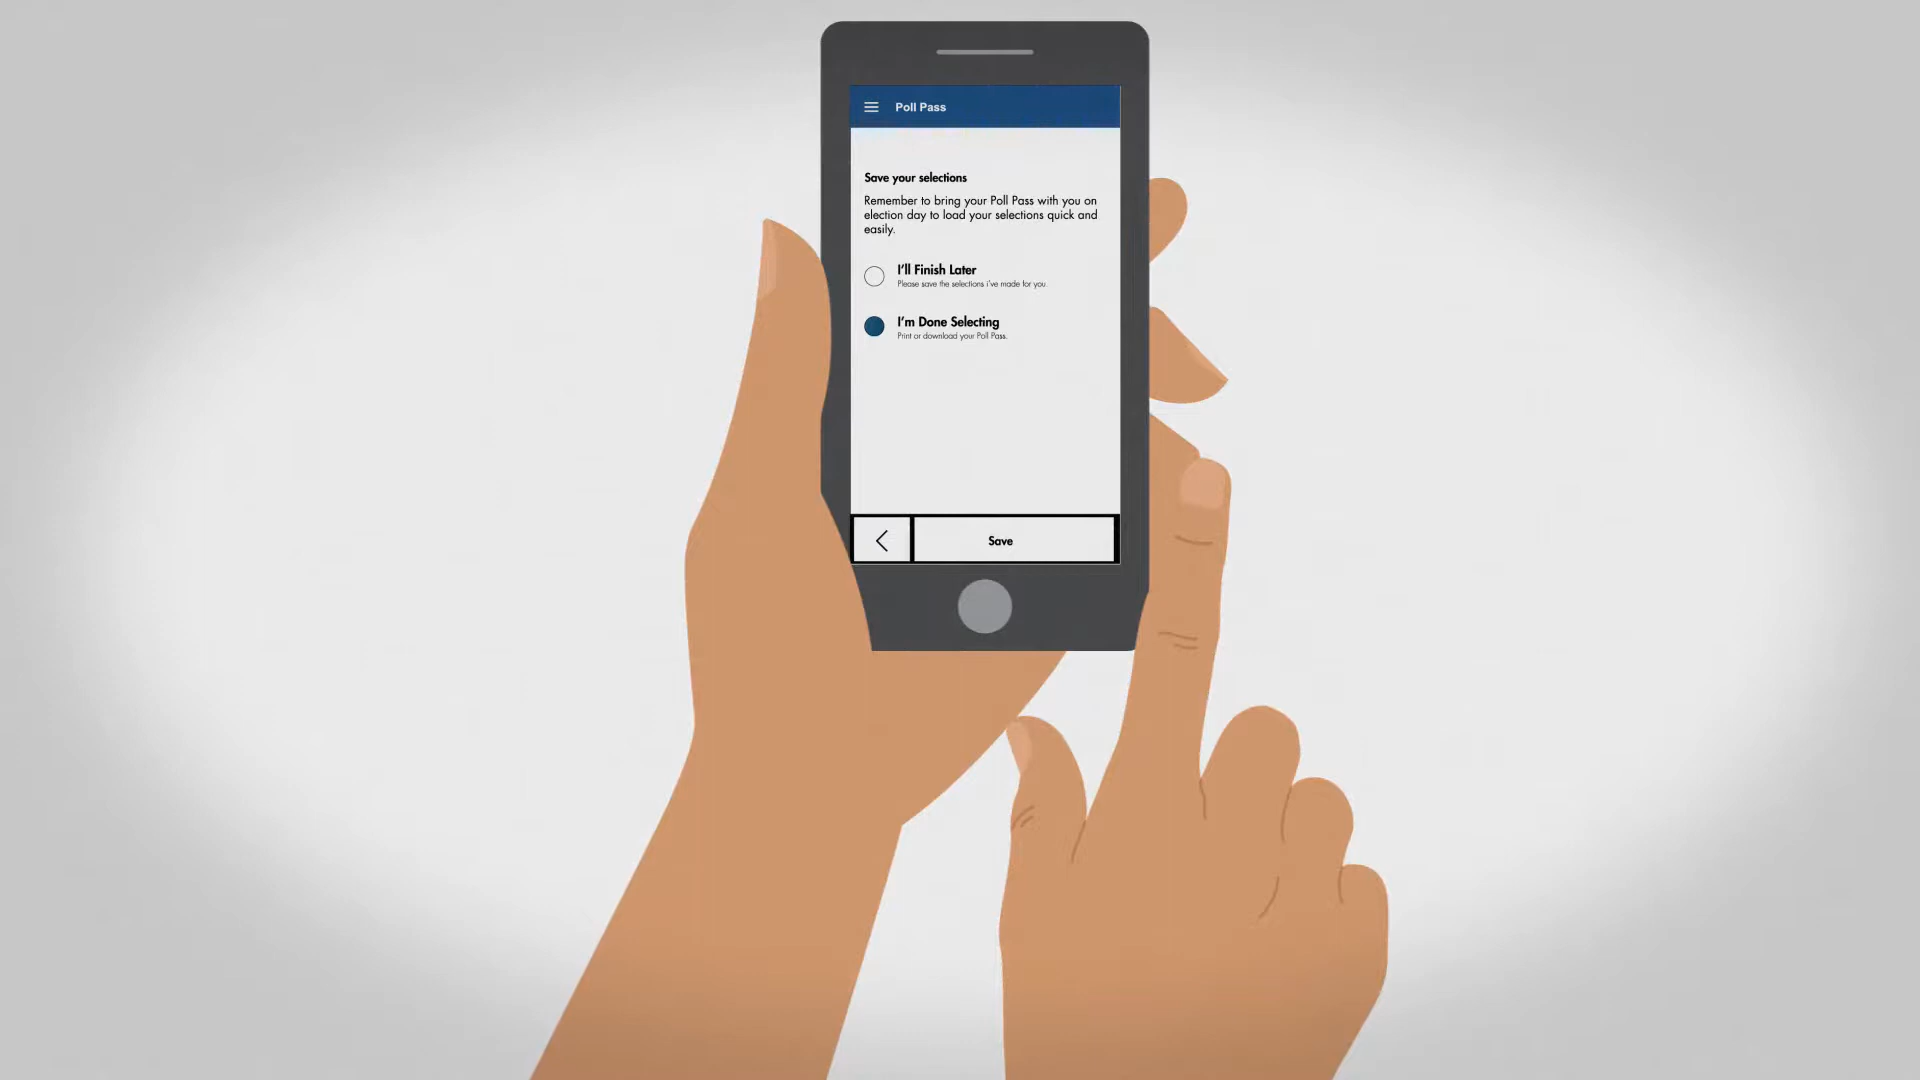 Poll Pass
Save your selections
Remember to bring your Poll Pass with you on
election day to load your selections quick and
easily.
I'll Finish Later
Please save the selections i've made for you.
I'm Done Selecting
Print or download your Poll Pass.
Save